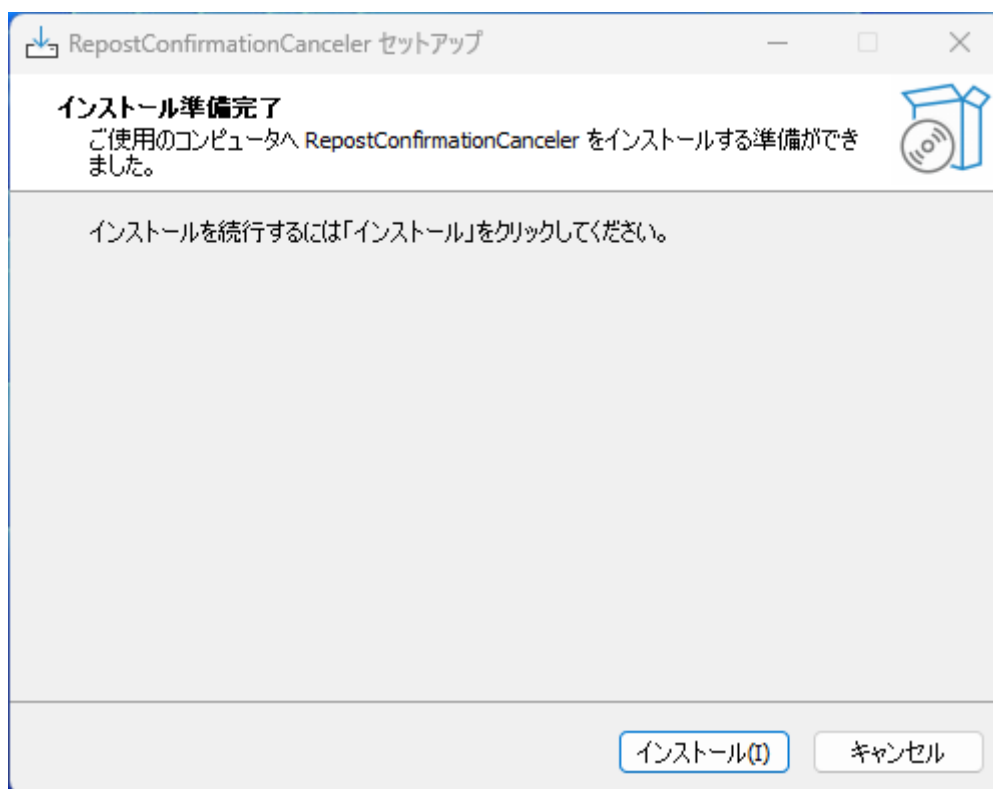 RepostConfirmationCanceler セットアップ
インストール準備完了
ご使用のコンピュータへ RepostConfirmationCanceler をインストールする準備ができ
ました。
インストールを続行するには「インストール」をクリックしてください。
インストール(I)
キャンセル